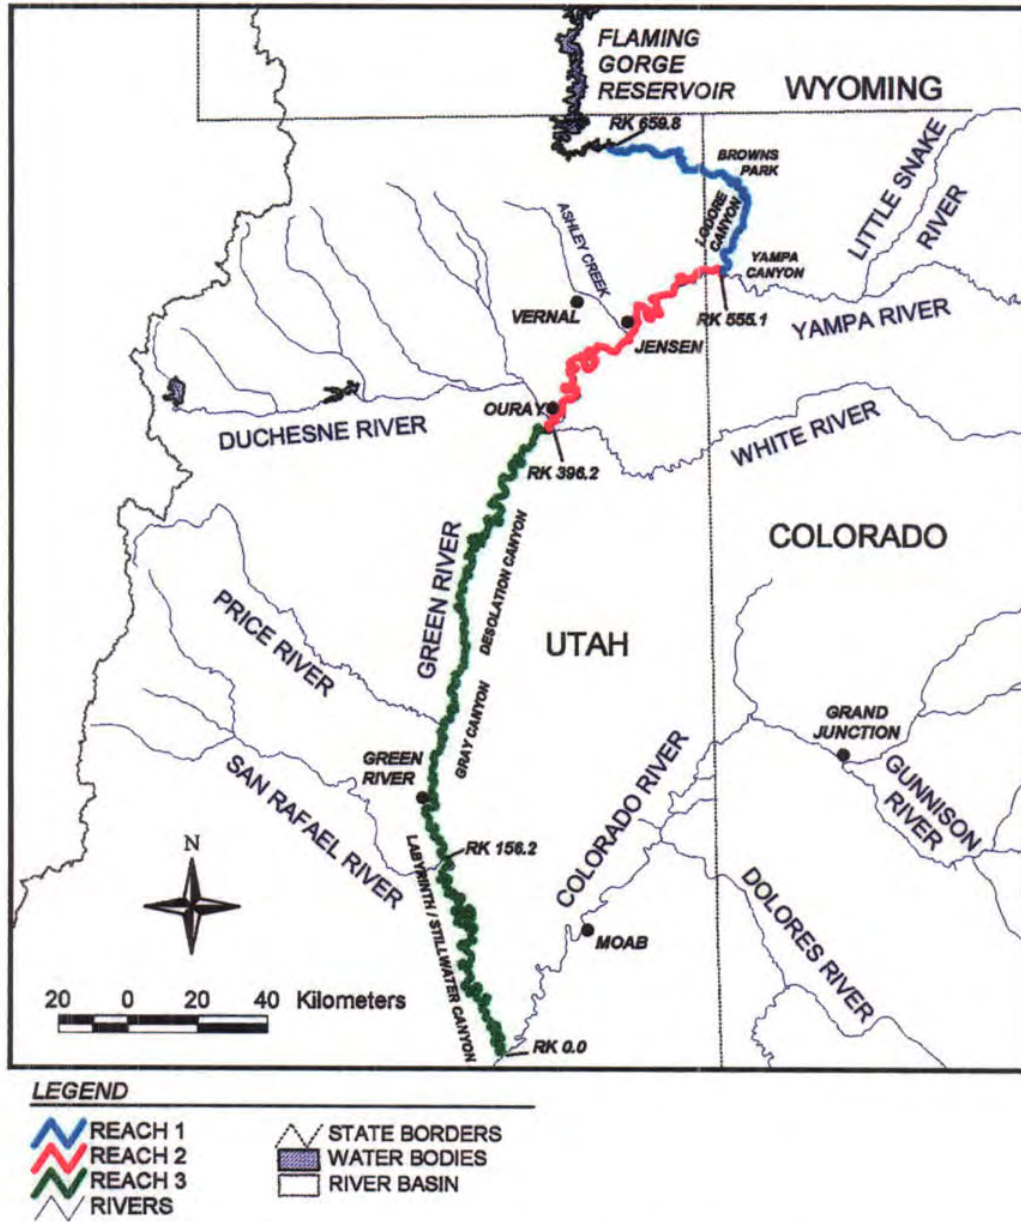 FLAMING
GORGE
RESERVOIR
WYOMING
RK 659.8
BROWNS
PARK
LITTLE SNAKE
RIVER
LODORE
CANYON
ASHLEY CREEK
YAMPA
CANYON
VERNAL
RK 555.1
YAMPA RIVER
JENSEN
OURAY
DUCHESNE RIVER
WHITE RIVER
RK 396.2
GREEN RIVER
DESOLATION CANYON
COLORADO
PRICE RIVER
UTAH
GRAY CANYON
GRAND
JUNCTION
GREEN
RIVER
GUNNISON
RIVER
SAN RAFAEL RIVER
COLORADO RIVER
RK 156.2
N
LABYRINTH / STILLWATER CANYON
DOLORES RIVER
MOAB
20 0 20 40 Kilometers
RK 0.0
LEGEND
REACH 1
REACH 2
REACH 3
RIVERS
STATE BORDERS
WATER BODIES
RIVER BASIN